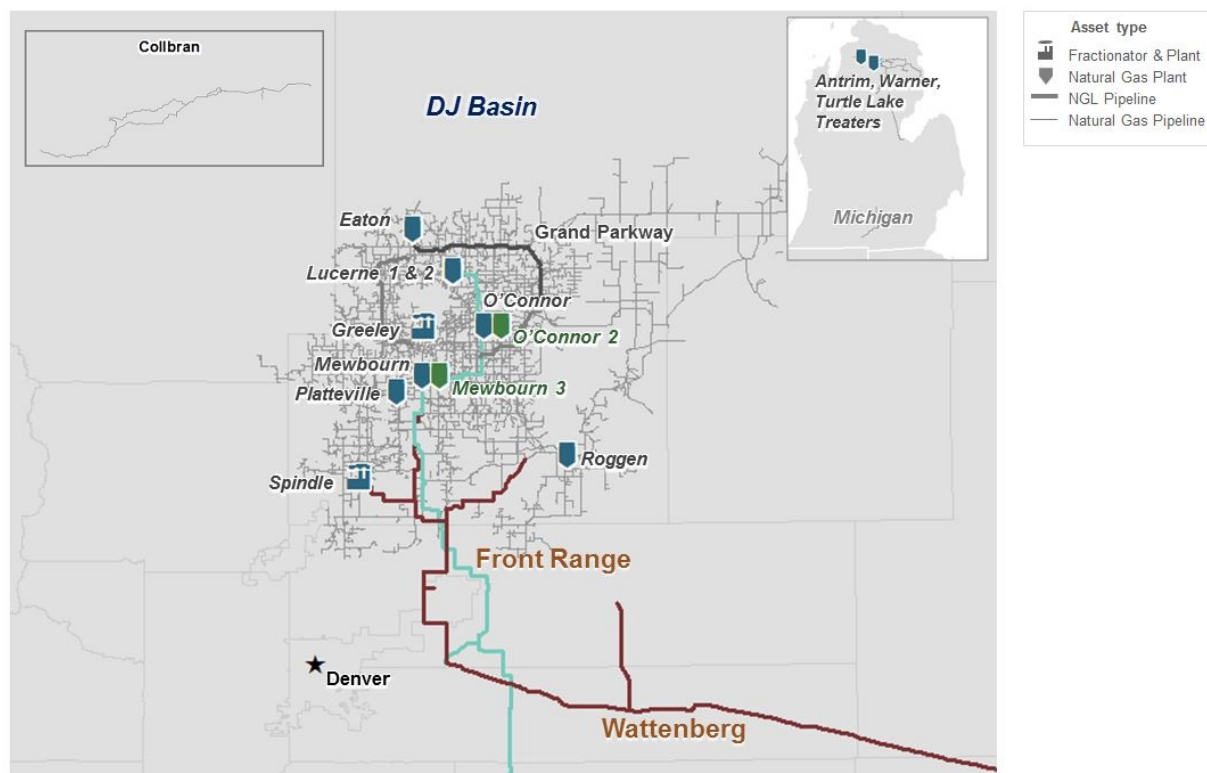 Collbran
DJ Basin
Antrim, Warner,
Turtle Lake
Treaters
Michigan
Asset type
Fractionator & Plant
Natural Gas Plant
NGL Pipeline
Natural Gas Pipeline
Eaton
Grand Parkway
Lucerne 1 & 2
O'Connor
Greeley
O'Connor 2
Mewbourn
Mewbourn 3
Platteville
Roggen
Spindle
Front Range
Denver
Wattenberg